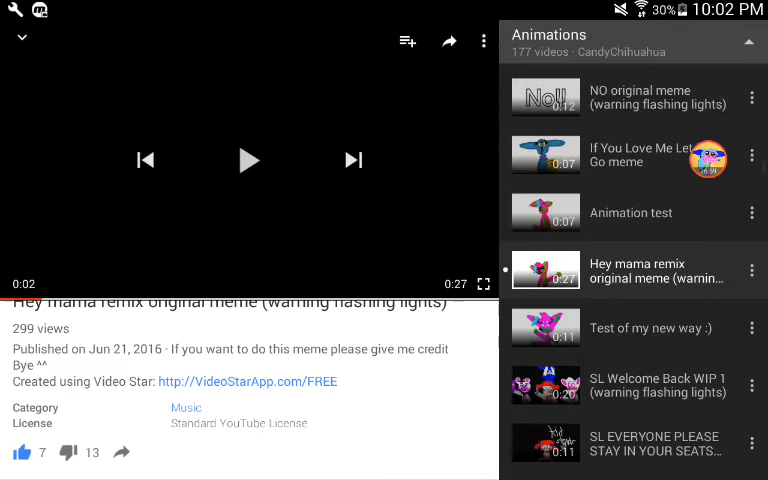 30% 10:02 PM
Animations
177 videos · CandyChihuahua
NO original meme
(warning flashing lights)
0:12
If You Love Me Let
Go meme
0:07
Animation test
0:07
0:02
0:27
Hey mama remix
original meme (warnin...
0:27
Hey mama remix original meme (warning flashing lights)
299 views
Published on Jun 21, 2016 · If you want to do this meme please give me credit
Bye ^^
Created using Video Star: http://VideoStarApp.com/FREE
Category Music
License Standard YouTube License
7 13
Test of my new way :)
0:11
SL Welcome Back WIP 1
(warning flashing lights)
0:20
SL EVERYONE PLEASE
STAY IN YOUR SEATS...
0:11